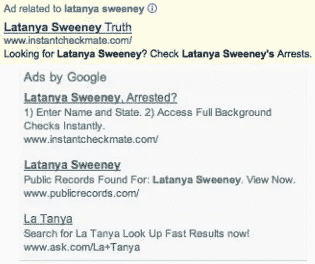 Ad related to latanya sweeney ⓘ
Latanya Sweeney Truth
www.instantcheckmate.com/
Looking for Latanya Sweeney? Check Latanya Sweeney's Arrests.
Ads by Google
Latanya Sweeney, Arrested?
1) Enter Name and State. 2) Access Full Background
Checks Instantly.
www.instantcheckmate.com/
Latanya Sweeney
Public Records Found For: Latanya Sweeney. View Now.
www.publicrecords.com/
La Tanya
Search for La Tanya Look Up Fast Results now!
www.ask.com/La+Tanya